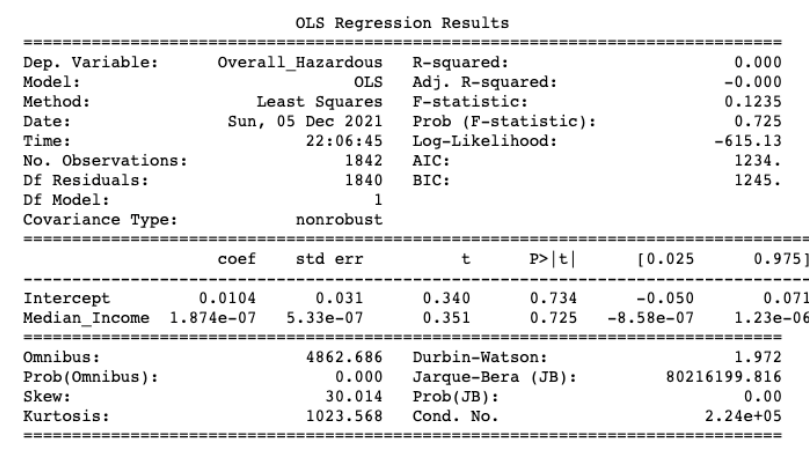 OLS Regression Results
==============================================================================
Dep. Variable: Overall_Hazardous R-squared: 0.000
Model: OLS Adj. R-squared: -0.000
Method: Least Squares F-statistic: 0.1235
Date: Sun, 05 Dec 2021 Prob (F-statistic): 0.725
Time: 22:06:45 Log-Likelihood: -615.13
No. Observations: 1842 AIC: 1234.
Df Residuals: 1840 BIC: 1245.
Df Model: 1
Covariance Type: nonrobust
==============================================================================
coef std err t P>|t| [0.025 0.975]
------------------------------------------------------------------------------
Intercept 0.0104 0.031 0.340 0.734 -0.050 0.071
Median_Income 1.874e-07 5.33e-07 0.351 0.725 -8.58e-07 1.23e-06
==============================================================================
Omnibus: 4862.686 Durbin-Watson: 1.972
Prob(Omnibus): 0.000 Jarque-Bera (JB): 80216199.816
Skew: 30.014 Prob(JB): 0.00
Kurtosis: 1023.568 Cond. No. 2.24e+05
==============================================================================